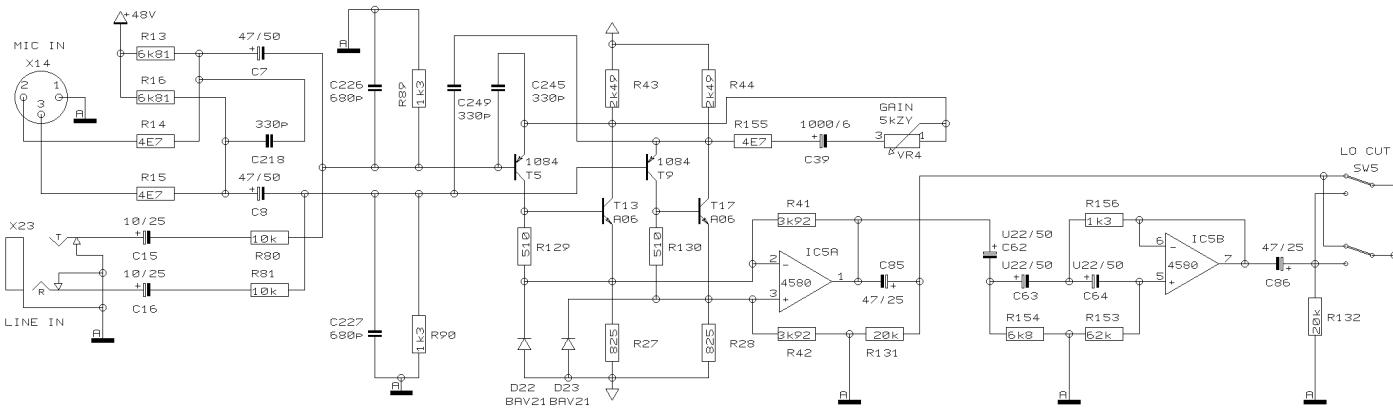 +48V
MIC IN
X14
2
1
3
A
R13
6k81
47/50
+
C7
R16
6k81
R14
4E7
330p
C218
R15
4E7
47/50
+
C8
X23
T
R
LINE IN
A
10/25
+
C15
10k
R80
10/25
+
C16
R81
10k
A
C226
680p
R89
1k3
C249
330p
C245
330p
C227
680p
1k3
R90
A
1084
T5
R43
2k49
R44
2k49
1084
T9
R155
4E7
1000/6
+
C39
GAIN
5kZY
3
1
VR4
T13
A06
T17
A06
510
R129
510
R130
D22
BAV21
D23
BAV21
825
R27
825
R28
R41
3k92
IC5A
2
-
4580
3
+
1
C85
+
47/25
3k92
R42
20k
R131
A
U22/50
+
C62
U22/50
+
C63
U22/50
+
C64
R156
1k3
R154
6k8
R153
62k
A
IC5B
6
-
4580
5
+
7
47/25
+
C86
20k
R132
A
LO CUT
SW5